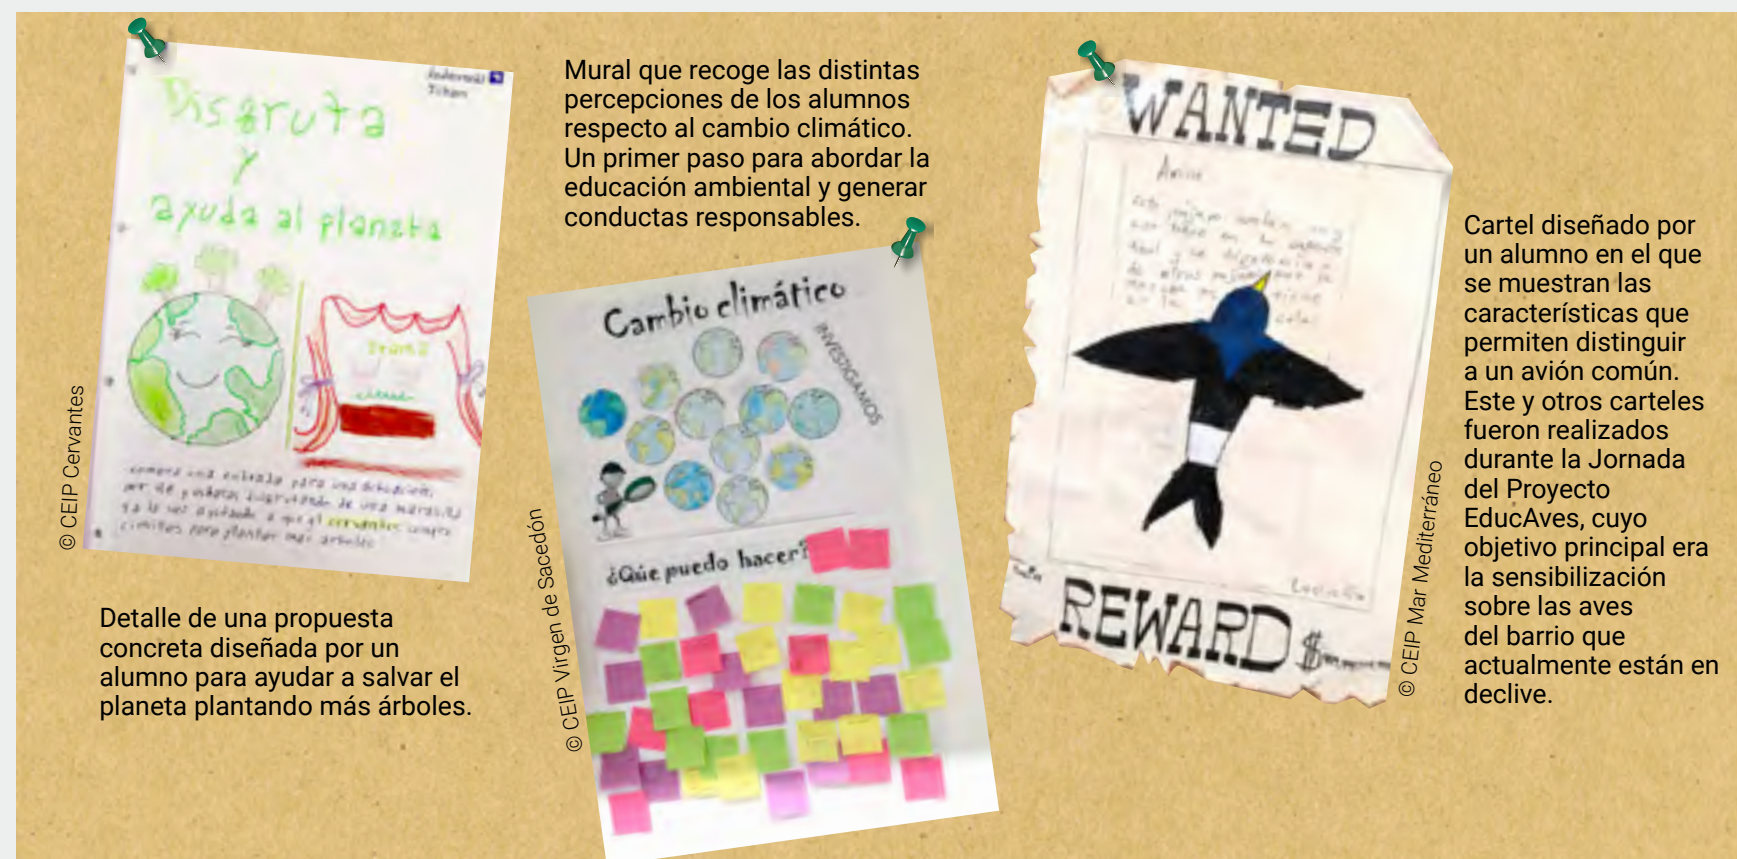 Disfruta
y
ayuda al planeta
© CEIP Cervantes
Detalle de una propuesta
concreta diseñada por un
alumno para ayudar a salvar el
planeta plantando más árboles.
Mural que recoge las distintas
percepciones de los alumnos
respecto al cambio climático.
Un primer paso para abordar la
educación ambiental y generar
conductas responsables.
Cambio climático
INVESTIGAMOS
¿Qúe puedo hacer?
© CEIP Virgen de Sacedón
WANTED
Avión
REWARD $
© CEIP Mar Mediterráneo
Cartel diseñado por
un alumno en el que
se muestran las
características que
permiten distinguir
a un avión común.
Este y otros carteles
fueron realizados
durante la Jornada
del Proyecto
EducAves, cuyo
objetivo principal era
la sensibilización
sobre las aves
del barrio que
actualmente están en
declive.